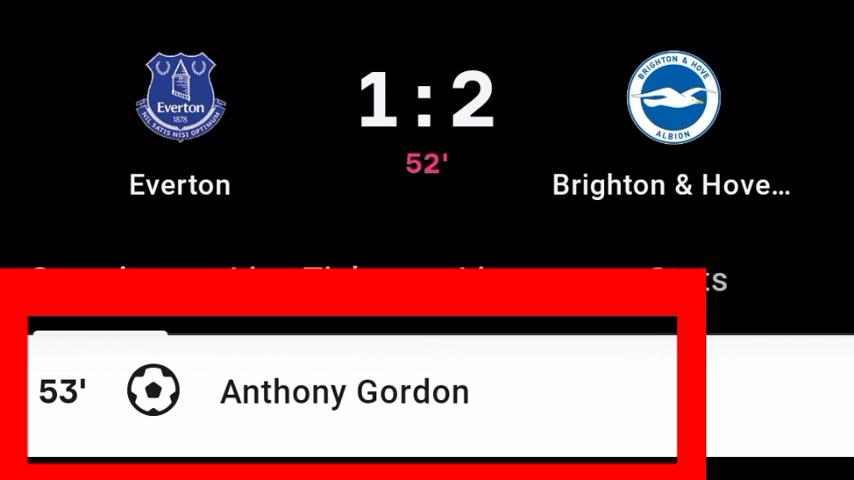 1:2
52'
Everton
1878
NIL SATIS NISI OPTIMUM
BRIGHTON & HOVE
ALBION
Everton
Brighton & Hove...
53' Anthony Gordon